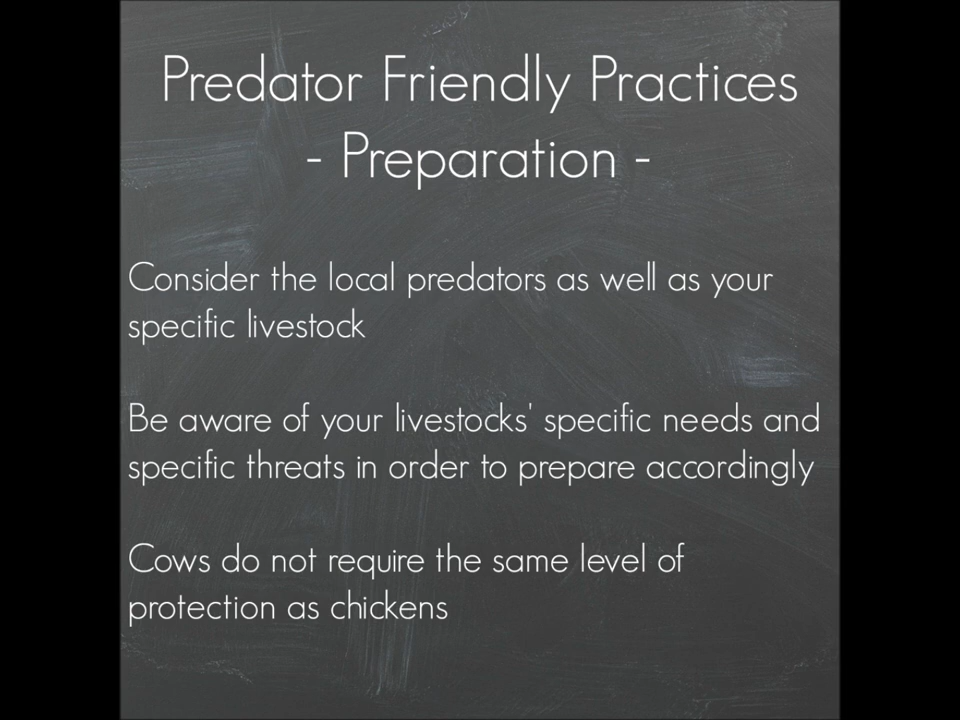 Predator Friendly Practices
- Preparation -
Consider the local predators as well as your
specific livestock
Be aware of your livestocks' specific needs and
specific threats in order to prepare accordingly
Cows do not require the same level of
protection as chickens